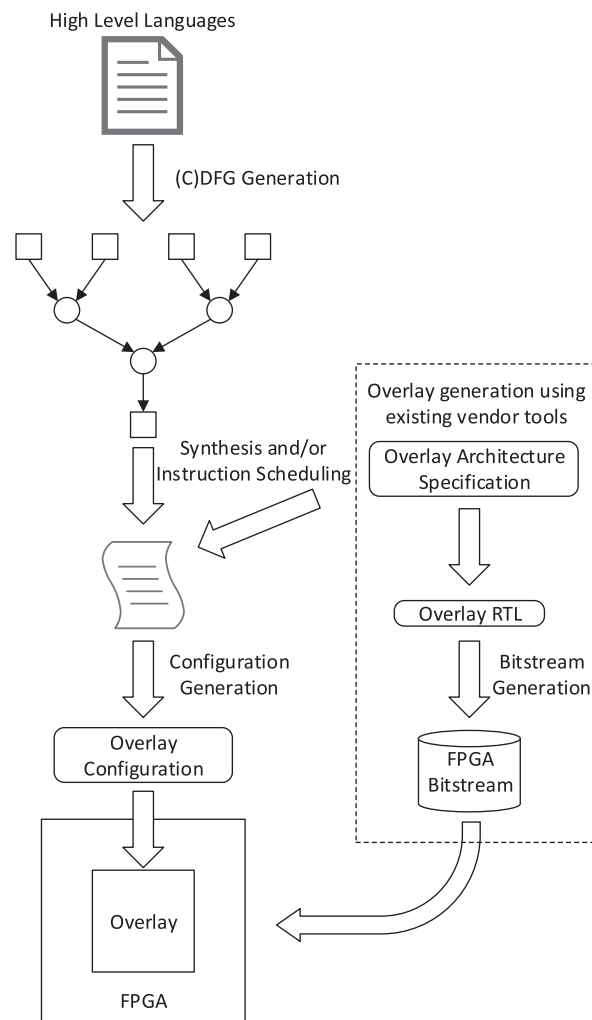 High Level Languages
(C)DFG Generation
Synthesis and/or
Instruction Scheduling
Configuration
Generation
Overlay
Configuration
Overlay
FPGA
Overlay generation using
existing vendor tools
Overlay Architecture
Specification
Overlay RTL
Bitstream
Generation
FPGA
Bitstream